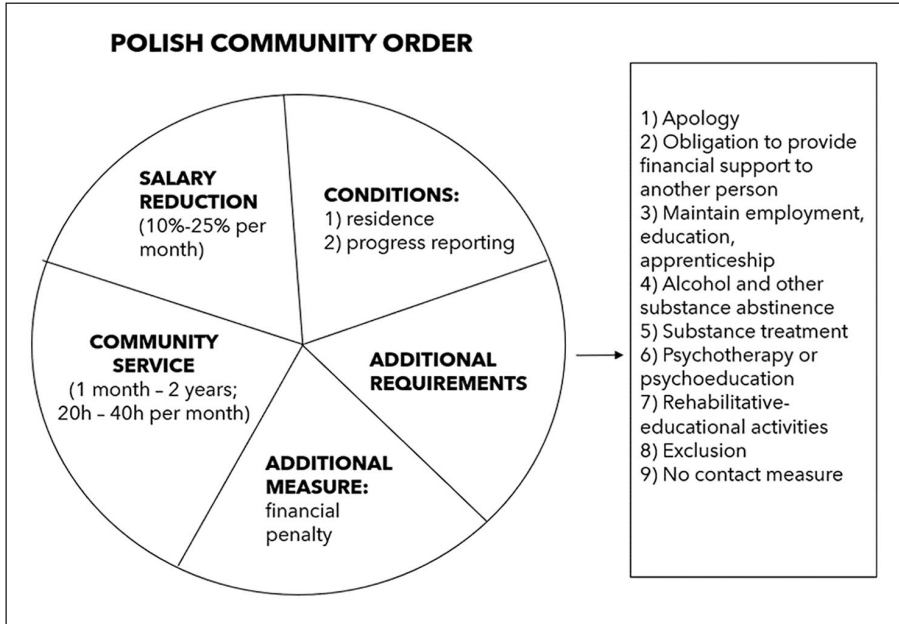 POLISH COMMUNITY ORDER
SALARY
REDUCTION
(10%-25% per
month)
CONDITIONS:
1) residence
2) progress reporting
COMMUNITY
SERVICE
(1 month – 2 years;
20h – 40h per month)
ADDITIONAL
REQUIREMENTS
ADDITIONAL
MEASURE:
financial
penalty
1) Apology
2) Obligation to provide
financial support to
another person
3) Maintain employment,
education,
apprenticeship
4) Alcohol and other
substance abstinence
5) Substance treatment
6) Psychotherapy or
psychoeducation
7) Rehabilitative-
educational activities
8) Exclusion
9) No contact measure